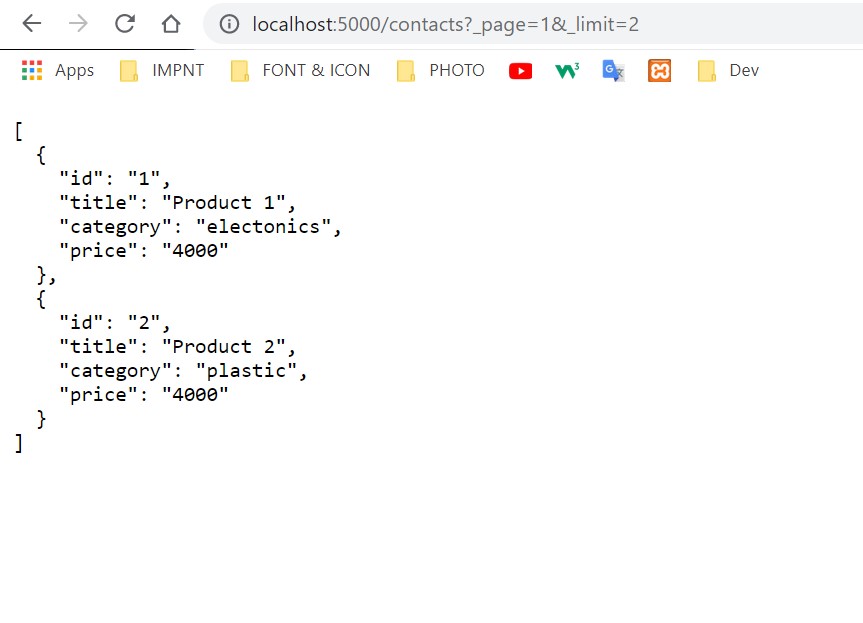 localhost:5000/contacts?_page=1&_limit=2
Apps IMPNT FONT & ICON PHOTO W3 G Dev
[
{
"id": "1",
"title": "Product 1",
"category": "electonics",
"price": "4000"
},
{
"id": "2",
"title": "Product 2",
"category": "plastic",
"price": "4000"
}
]